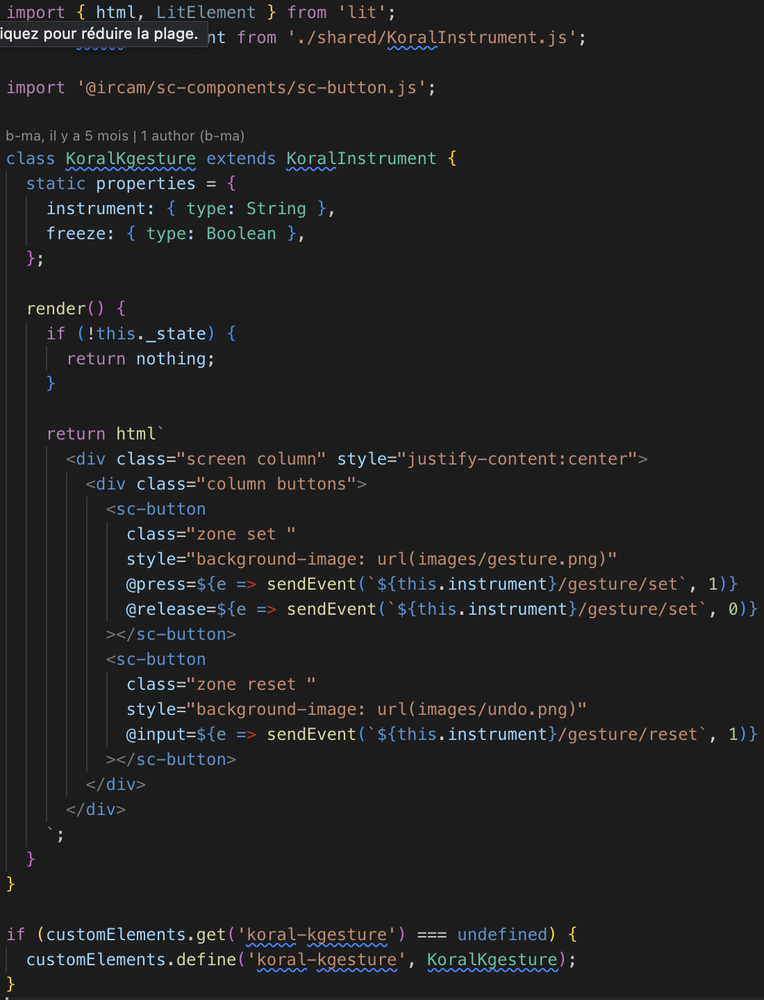 import { html, LitElement } from 'lit';
iquez pour réduire la plage.
nt from './shared/KoralInstrument.js';
import '@ircam/sc-components/sc-button.js';
b-ma, il y a 5 mois | 1 author (b-ma)
class KoralKgesture extends KoralInstrument {
  static properties = {
    instrument: { type: String },
    freeze: { type: Boolean },
  };
  render() {
    if (!this._state) {
      return nothing;
    }
    return html`
      <div class="screen column" style="justify-content:center">
        <div class="column buttons">
          <sc-button
            class="zone set "
            style="background-image: url(images/gesture.png)"
            @press=${e => sendEvent(`${this.instrument}/gesture/set`, 1)}
            @release=${e => sendEvent(`${this.instrument}/gesture/set`, 0)}
          ></sc-button>
          <sc-button
            class="zone reset "
            style="background-image: url(images/undo.png)"
            @input=${e => sendEvent(`${this.instrument}/gesture/reset`, 1)}
          ></sc-button>
        </div>
      </div>
    `;
  }
}
if (customElements.get('koral-kgesture') === undefined) {
  customElements.define('koral-kgesture', KoralKgesture);
}